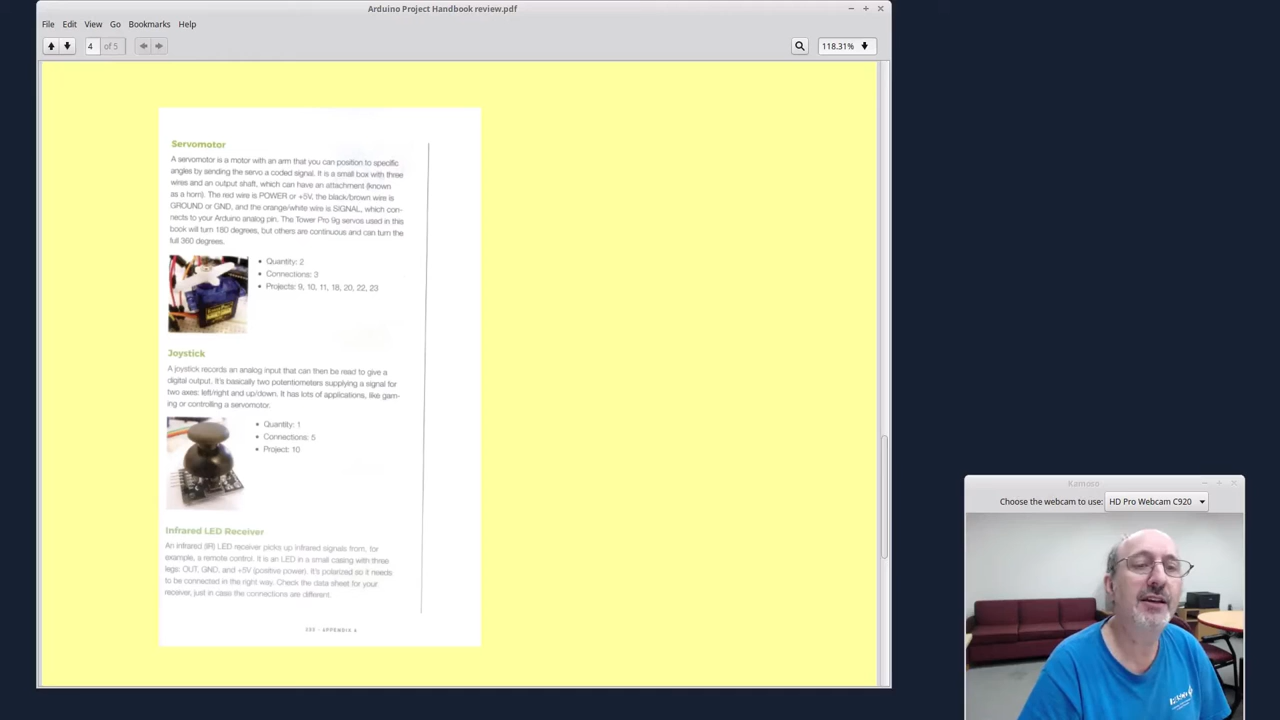 Arduino Project Handbook review.pdf
File Edit View Go Bookmarks Help
4 of 5
118.31%
Servomotor
A servomotor is a motor with an arm that you can position to specific
angles by sending the servo a coded signal. It is a small box with three
wires and an output shaft, which can have an attachment (known
as a horn). The red wire is POWER or +5V, the black/brown wire is
GROUND or GND, and the orange/white wire is SIGNAL, which con-
nects to your Arduino analog pin. The Tower Pro 9g servos used in this
book will turn 180 degrees, but others are continuous and can turn the
full 360 degrees.
• Quantity: 2
• Connections: 3
• Projects: 9, 10, 11, 18, 20, 22, 23
Joystick
A joystick records an analog input that can then be read to give a
digital output. It's basically two potentiometers supplying a signal for
two axes: left/right and up/down. It has lots of applications, like gam-
ing or controlling a servomotor.
• Quantity: 1
• Connections: 5
• Project: 10
Infrared LED Receiver
An infrared (IR) LED receiver picks up infrared signals from, for
example, a remote control. It is an LED in a small casing with three
legs: OUT, GND, and +5V (positive power). It's polarized so it needs
to be connected in the right way. Check the data sheet for your
receiver, just in case the connections are different.
APPENDIX A
Kamoso
Choose the webcam to use: HD Pro Webcam C920